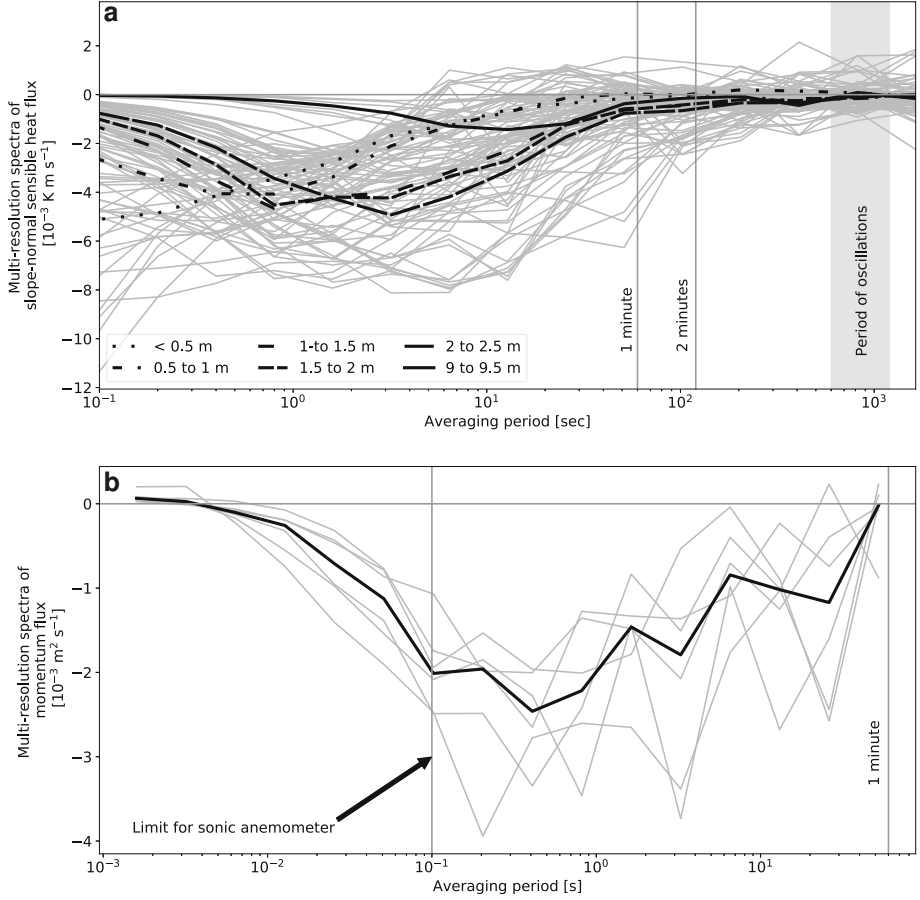 a
2
0
−2
−4
−6
−8
−10
−12
Multi-resolution spectra of
slope-normal sensible heat flux
[10⁻³ K m s⁻¹]
1 minute
2 minutes
Period of oscillations
< 0.5 m
0.5 to 1 m
1-to 1.5 m
1.5 to 2 m
2 to 2.5 m
9 to 9.5 m
10⁻¹ 10⁰ 10¹ 10² 10³
Averaging period [sec]
b
0
−1
−2
−3
−4
Multi-resolution spectra of
momentum flux
[10⁻³ m² s⁻¹]
Limit for sonic anemometer
1 minute
10⁻³ 10⁻² 10⁻¹ 10⁰ 10¹
Averaging period [s]